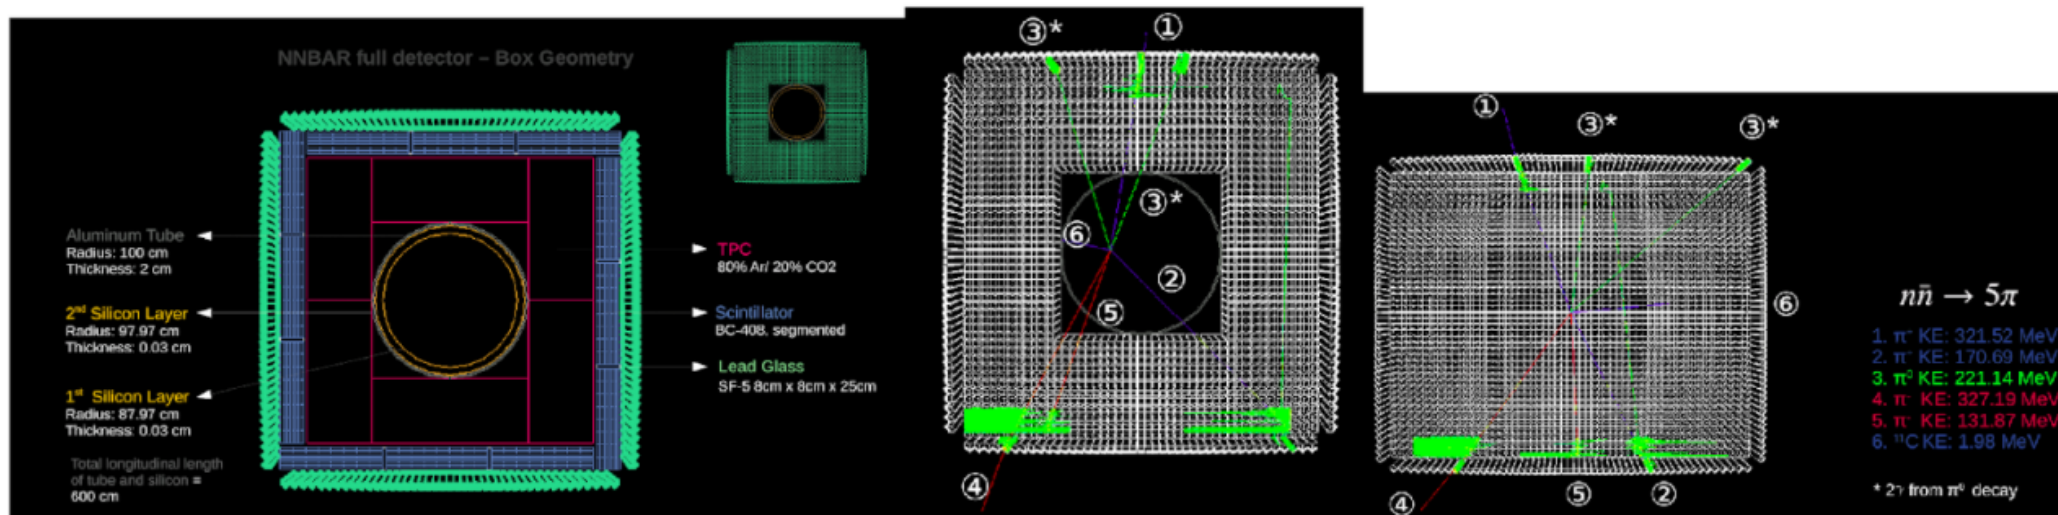 NNBAR full detector – Box Geometry
Aluminum Tube
Radius: 100 cm
Thickness: 2 cm
2nd Silicon Layer
Radius: 97.97 cm
Thickness: 0.03 cm
1st Silicon Layer
Radius: 87.97 cm
Thickness: 0.03 cm
Total longitudinal length
of tube and silicon =
600 cm
TPC
80% Ar/ 20% CO2
Scintillator
BC-408, segmented
Lead Glass
SF-5 8cm x 8cm x 25cm
③* ①
③*
⑥
②
⑤
④
①
③* ③*
⑥
④ ⑤ ②
nn̄ → 5π
1. π⁺ KE: 321.52 MeV
2. π⁺ KE: 170.69 MeV
3. π⁰ KE: 221.14 MeV
4. π⁻ KE: 327.19 MeV
5. π⁻ KE: 131.87 MeV
6. ¹¹C KE: 1.98 MeV
* 2γ from π⁰ decay